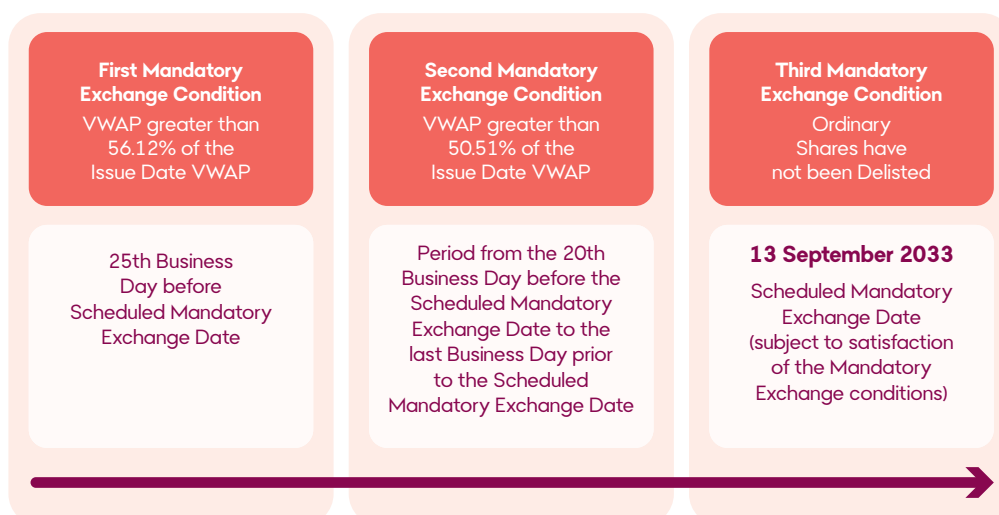 First Mandatory
Exchange Condition
VWAP greater than
56.12% of the
Issue Date VWAP
25th Business
Day before
Scheduled Mandatory
Exchange Date
Second Mandatory
Exchange Condition
VWAP greater than
50.51% of the
Issue Date VWAP
Period from the 20th
Business Day before the
Scheduled Mandatory
Exchange Date to the
last Business Day prior
to the Scheduled
Mandatory Exchange Date
Third Mandatory
Exchange Condition
Ordinary
Shares have
not been Delisted
13 September 2033
Scheduled Mandatory
Exchange Date
(subject to satisfaction
of the Mandatory
Exchange conditions)